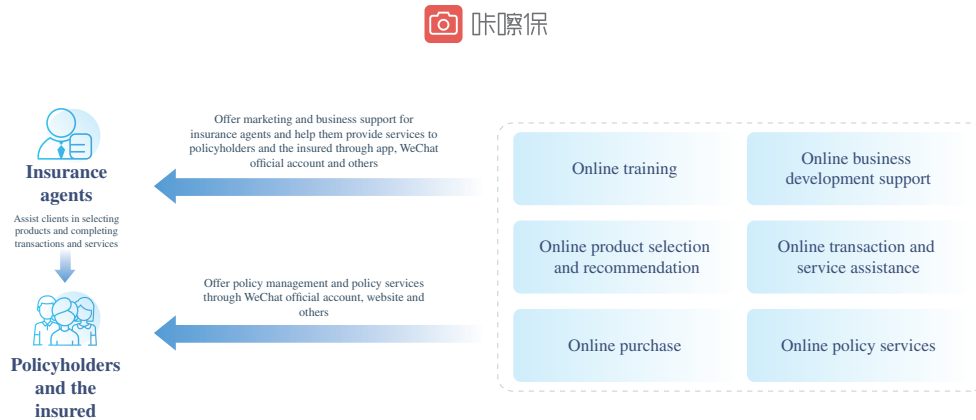 咔嚓保
Offer marketing and business support for
insurance agents and help them provide services to
policyholders and the insured through app, WeChat
official account and others
Insurance
agents
Assist clients in selecting
products and completing
transactions and services
Offer policy management and policy services
through WeChat official account, website and
others
Policyholders
and the
insured
Online training
Online business
development support
Online product selection
and recommendation
Online transaction and
service assistance
Online purchase
Online policy services